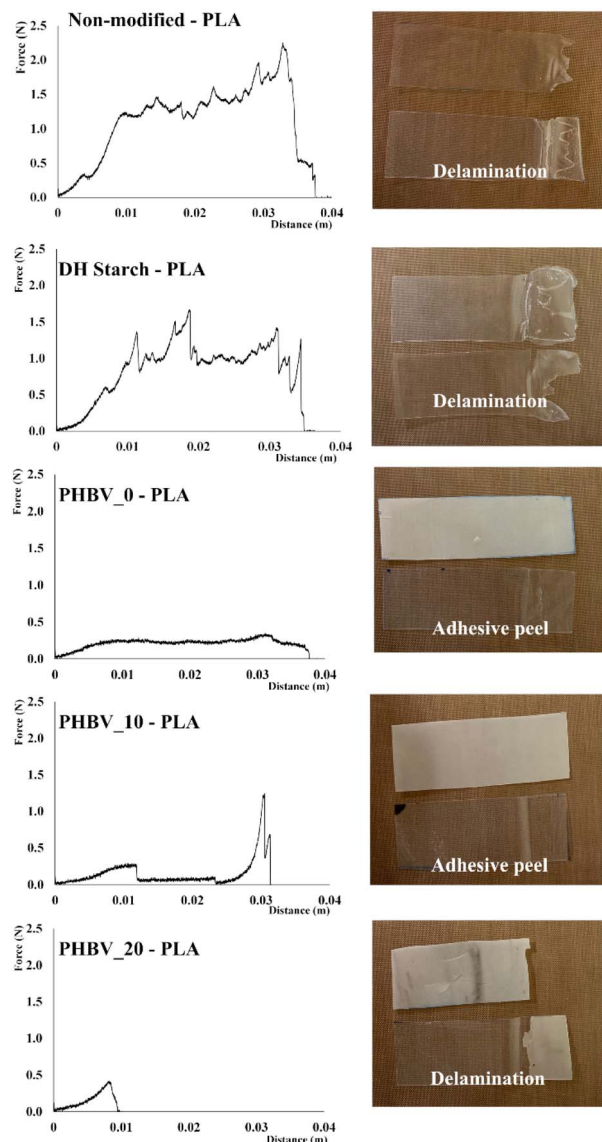 Non-modified - PLA
Force (N)
2.5
2.0
1.5
1.0
0.5
0.0
0 0.01 0.02 0.03 0.04
Distance (m)
Delamination
DH Starch - PLA
Force (N)
2.5
2.0
1.5
1.0
0.5
0.0
0 0.01 0.02 0.03 0.04
Distance (m)
Delamination
PHBV_0 - PLA
Force (N)
2.5
2.0
1.5
1.0
0.5
0.0
0 0.01 0.02 0.03 0.04
Distance (m)
Adhesive peel
PHBV_10 - PLA
Force (N)
2.5
2.0
1.5
1.0
0.5
0.0
0 0.01 0.02 0.03 0.04
Distance (m)
Adhesive peel
PHBV_20 - PLA
Force (N)
2.5
2.0
1.5
1.0
0.5
0.0
0 0.01 0.02 0.03 0.04
Distance (m)
Delamination